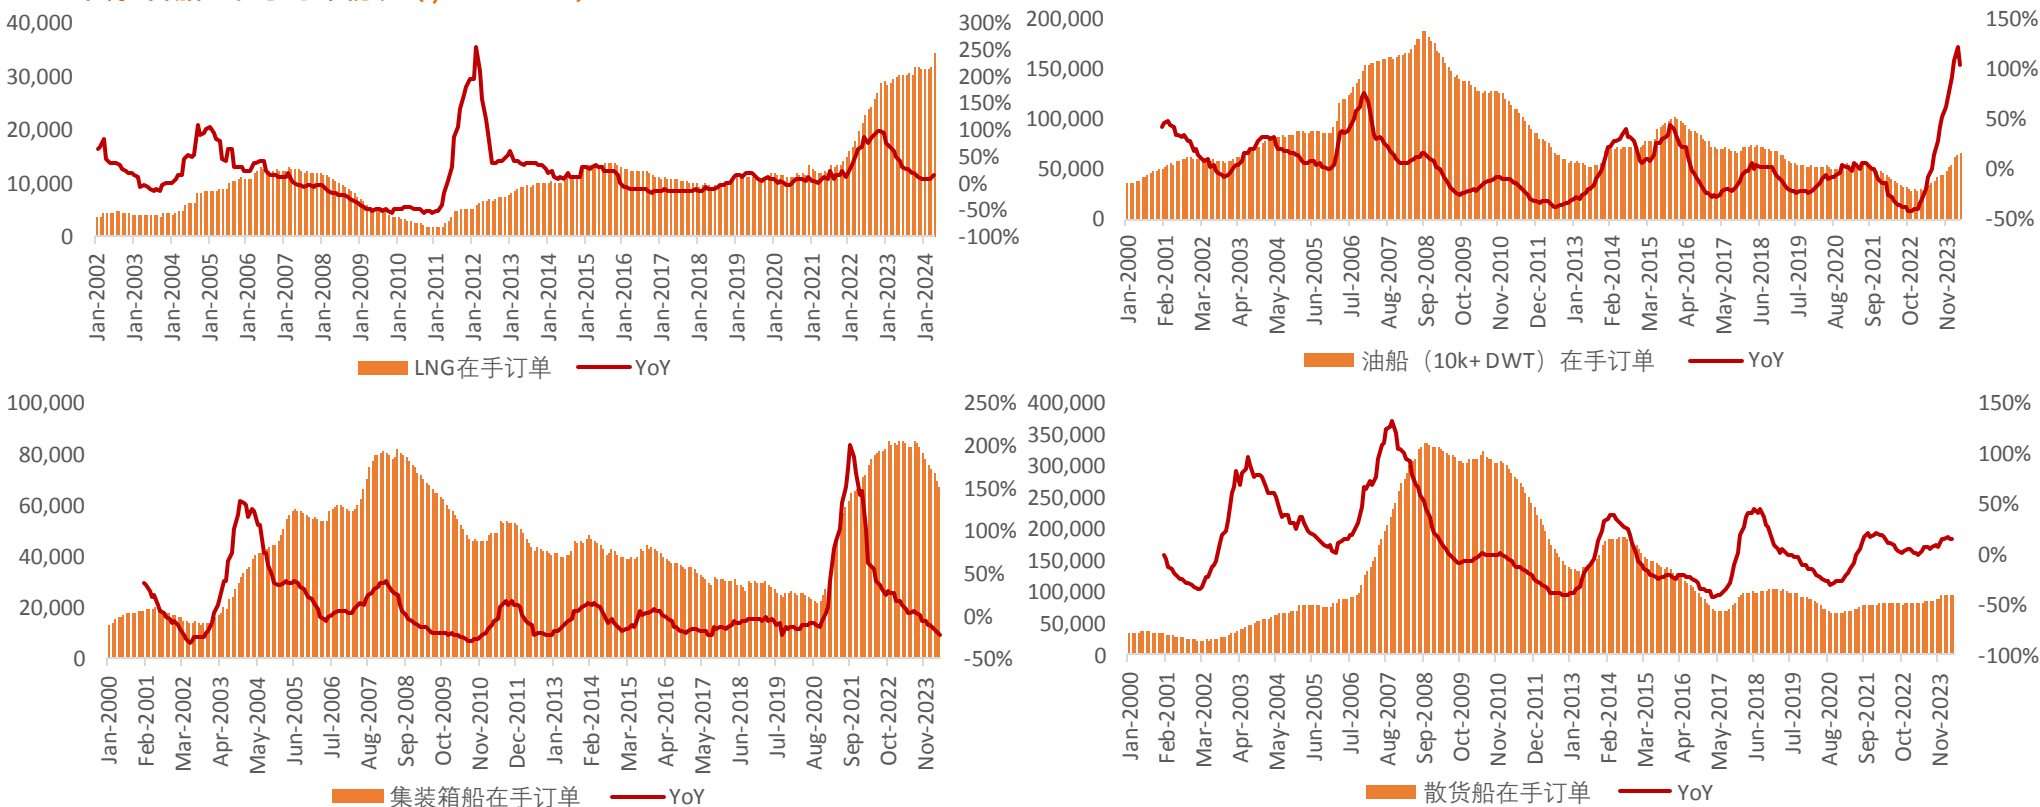 40,000
30,000
20,000
10,000
0
300%
250%
200%
150%
100%
50%
0%
-50%
-100%
Jan-2002
Jan-2003
Jan-2004
Jan-2005
Jan-2006
Jan-2007
Jan-2008
Jan-2009
Jan-2010
Jan-2011
Jan-2012
Jan-2013
Jan-2014
Jan-2015
Jan-2016
Jan-2017
Jan-2018
Jan-2019
Jan-2020
Jan-2021
Jan-2022
Jan-2023
Jan-2024
LNG在手订单 YoY
200,000
150,000
100,000
50,000
0
150%
100%
50%
0%
-50%
Jan-2000
Feb-2001
Mar-2002
Apr-2003
May-2004
Jun-2005
Jul-2006
Aug-2007
Sep-2008
Oct-2009
Nov-2010
Dec-2011
Jan-2013
Feb-2014
Mar-2015
Apr-2016
May-2017
Jun-2018
Jul-2019
Aug-2020
Sep-2021
Oct-2022
Nov-2023
油船（10k+ DWT）在手订单 YoY
100,000
80,000
60,000
40,000
20,000
0
250%
200%
150%
100%
50%
0%
-50%
Jan-2000
Feb-2001
Mar-2002
Apr-2003
May-2004
Jun-2005
Jul-2006
Aug-2007
Sep-2008
Oct-2009
Nov-2010
Dec-2011
Jan-2013
Feb-2014
Mar-2015
Apr-2016
May-2017
Jun-2018
Jul-2019
Aug-2020
Sep-2021
Oct-2022
Nov-2023
集装箱船在手订单 YoY
400,000
350,000
300,000
250,000
200,000
150,000
100,000
50,000
0
150%
100%
50%
0%
-50%
-100%
Jan-2000
Feb-2001
Mar-2002
Apr-2003
May-2004
Jun-2005
Jul-2006
Aug-2007
Sep-2008
Oct-2009
Nov-2010
Dec-2011
Jan-2013
Feb-2014
Mar-2015
Apr-2016
May-2017
Jun-2018
Jul-2019
Aug-2020
Sep-2021
Oct-2022
Nov-2023
散货船在手订单 YoY